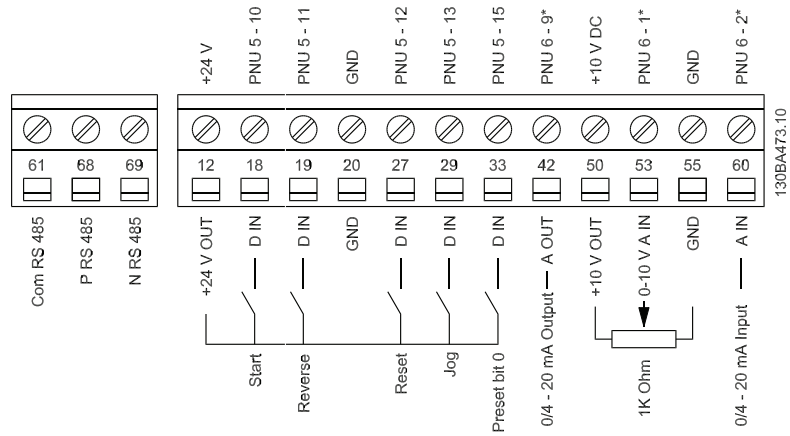 +24 V
PNU 5 - 10
PNU 5 - 11
GND
PNU 5 - 12
PNU 5 - 13
PNU 5 - 15
PNU 6 - 9*
+10 V DC
PNU 6 - 1*
GND
PNU 6 - 2*
61 68 69
12 18 19 20 27 29 33 42 50 53 55 60
Com RS 485
P RS 485
N RS 485
+24 V OUT
D IN
D IN
GND
D IN
D IN
D IN
0/4 - 20 mA Output — A OUT
+10 V OUT
0-10 V A IN
GND
0/4 - 20 mA Input — A IN
Start
Reverse
Reset
Jog
Preset bit 0
1K Ohm
130BA473.10